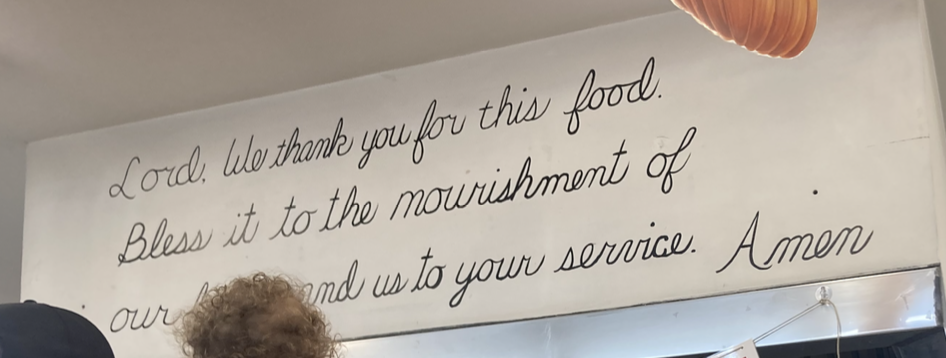 Lord, We thank you for this food.
Bless it to the nourishment of
our and us to your service. Amen